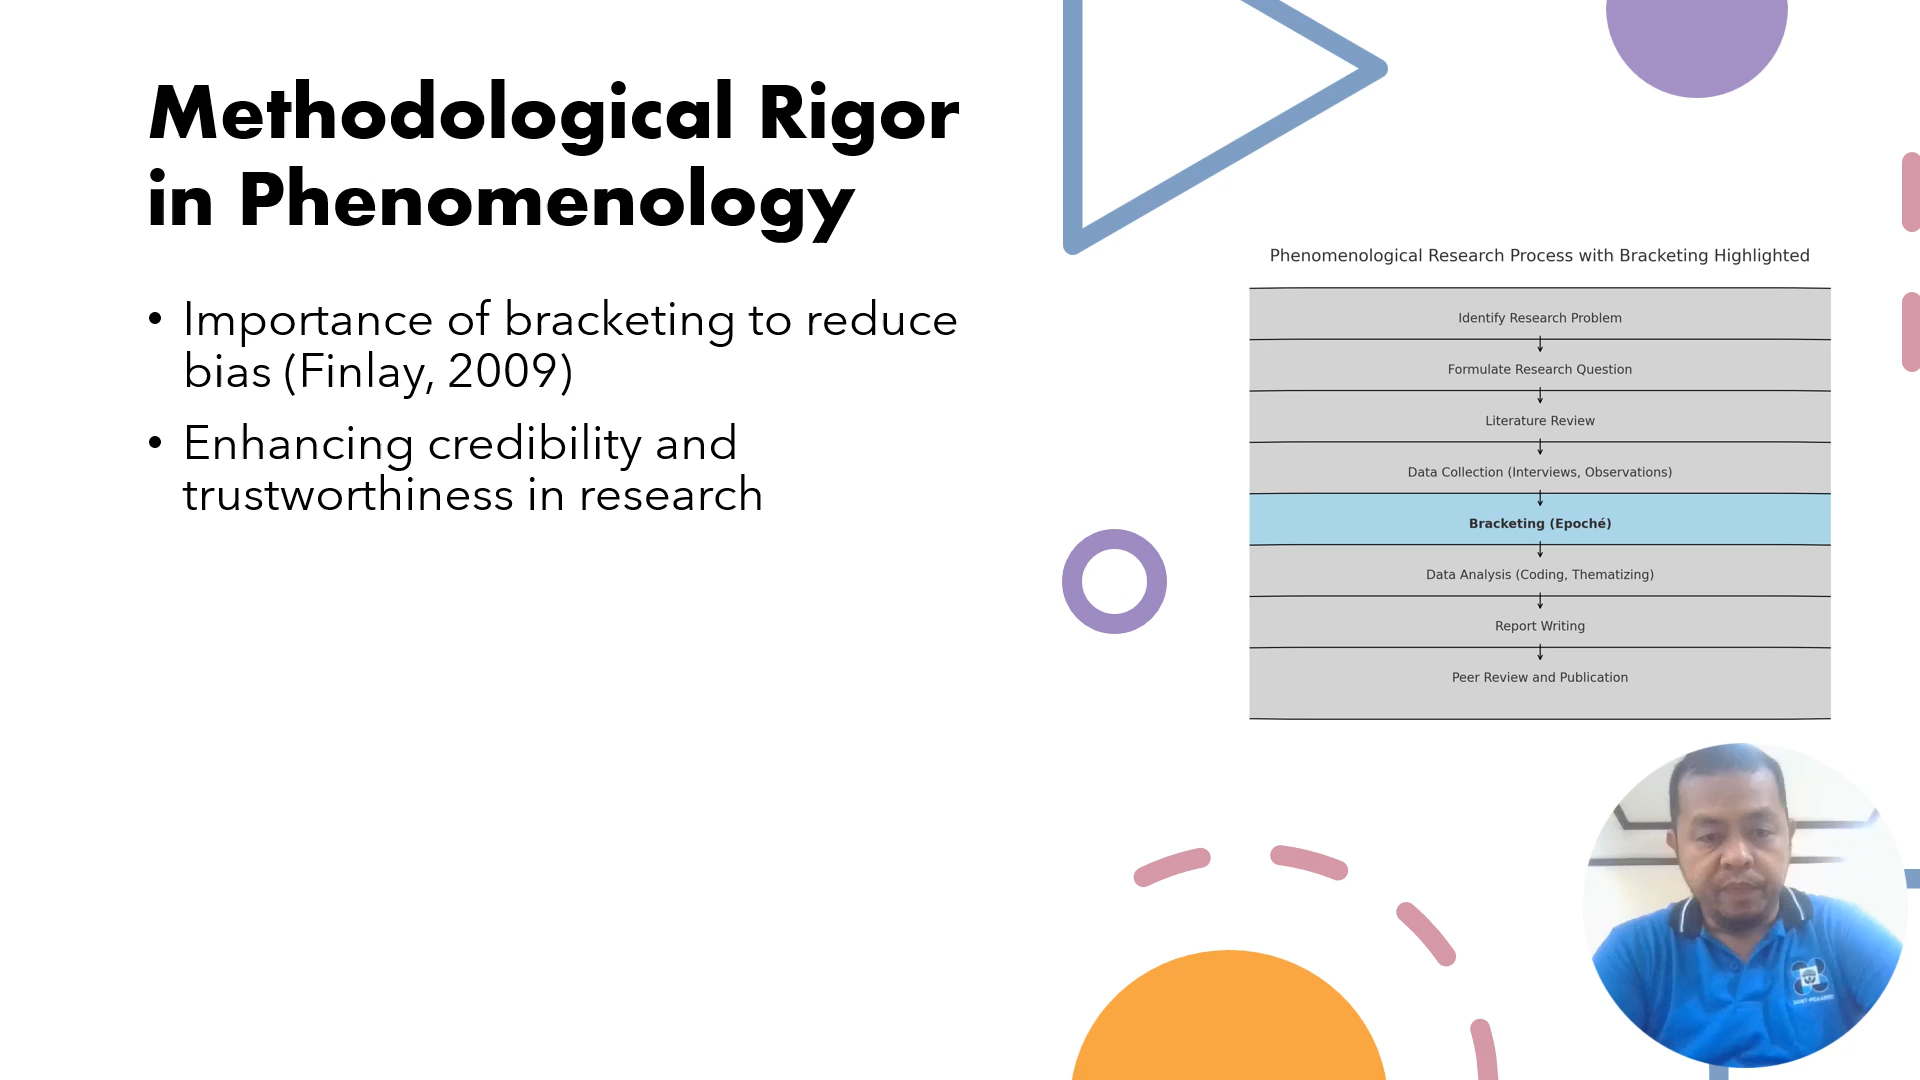 Methodological Rigor
in Phenomenology
• Importance of bracketing to reduce
bias (Finlay, 2009)
• Enhancing credibility and
trustworthiness in research
Phenomenological Research Process with Bracketing Highlighted
Identify Research Problem
Formulate Research Question
Literature Review
Data Collection (Interviews, Observations)
Bracketing (Epoché)
Data Analysis (Coding, Thematizing)
Report Writing
Peer Review and Publication